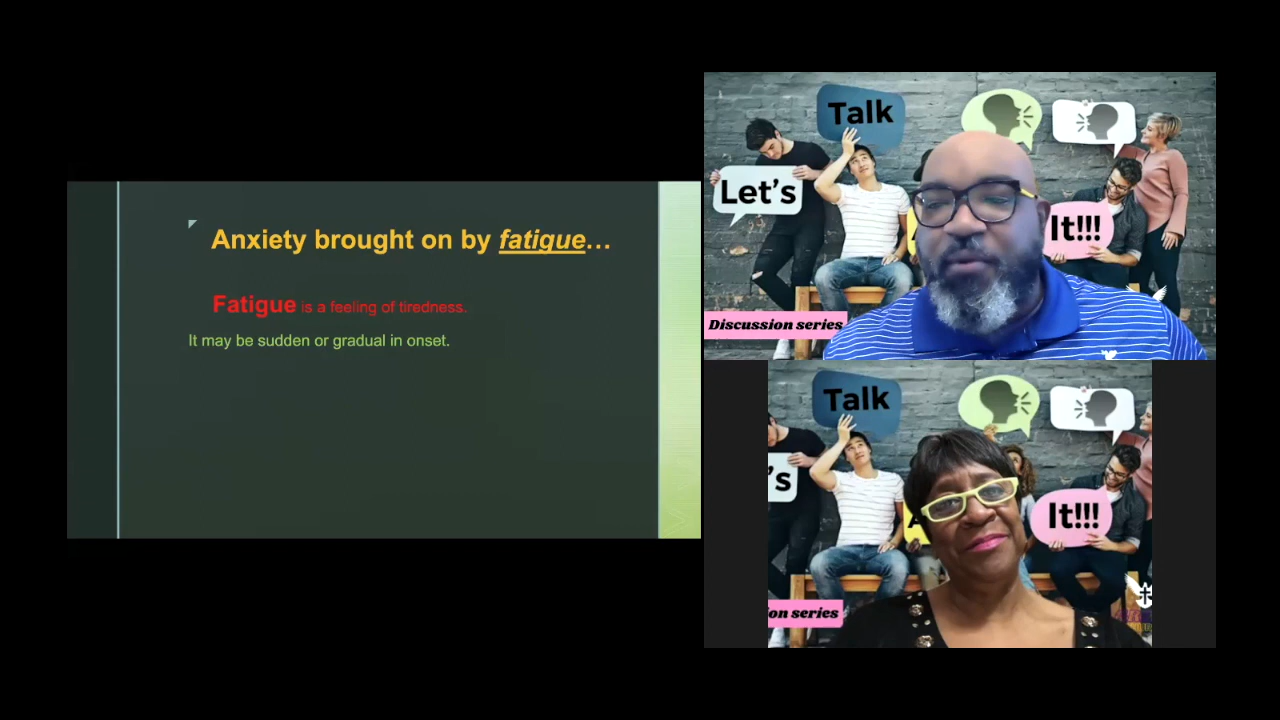 Anxiety brought on by fatigue…
Fatigue is a feeling of tiredness.
It may be sudden or gradual in onset.
Talk
Let's
It!!!
Discussion series
Talk
's
It!!!
ion series